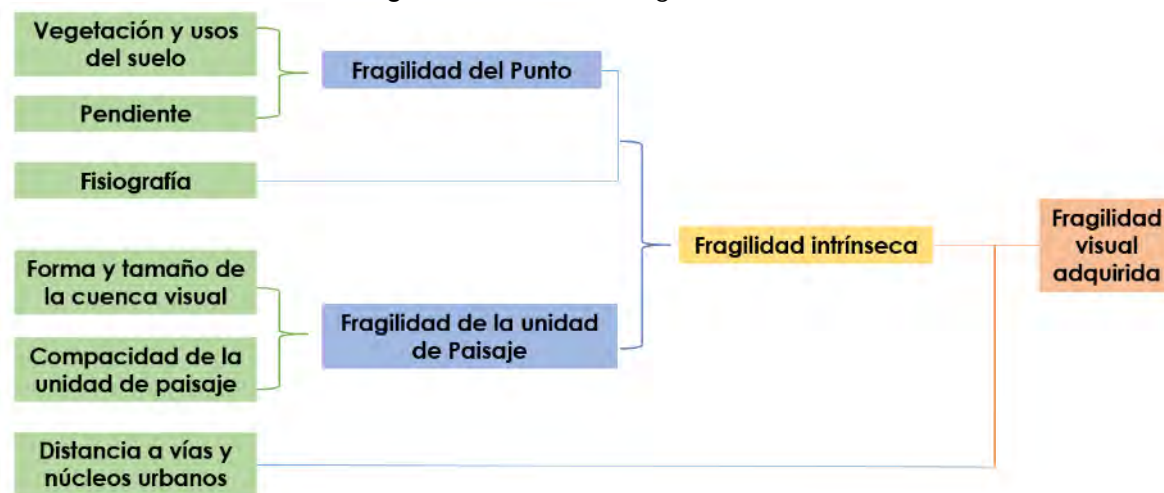 Vegetación y usos
del suelo
Pendiente
Fragilidad del Punto
Fisiografía
Forma y tamaño de
la cuenca visual
Compacidad de la
unidad de paisaje
Fragilidad de la unidad
de Paisaje
Distancia a vías y
núcleos urbanos
Fragilidad intrínseca
Fragilidad
visual
adquirida